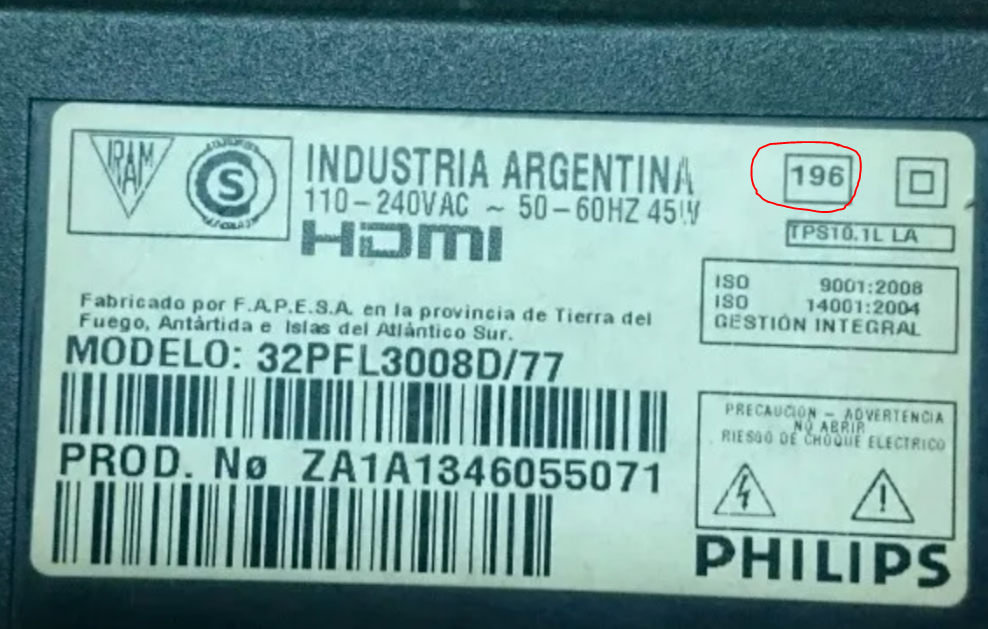 IRAM
S
INDUSTRIA ARGENTINA
110-240VAC ~ 50-60HZ 45W
HDMI
196
TPS10.1L LA
ISO 9001:2008
ISO 14001:2004
GESTIÓN INTEGRAL
Fabricado por F.A.P.E.S.A. en la provincia de Tierra del
Fuego, Antártida e Islas del Atlántico Sur.
MODELO: 32PFL3008D/77
PROD. Nø ZA1A1346055071
PRECAUCIÓN - ADVERTENCIA
NO ABRIR
RIESGO DE CHOQUE ELECTRICO
PHILIPS